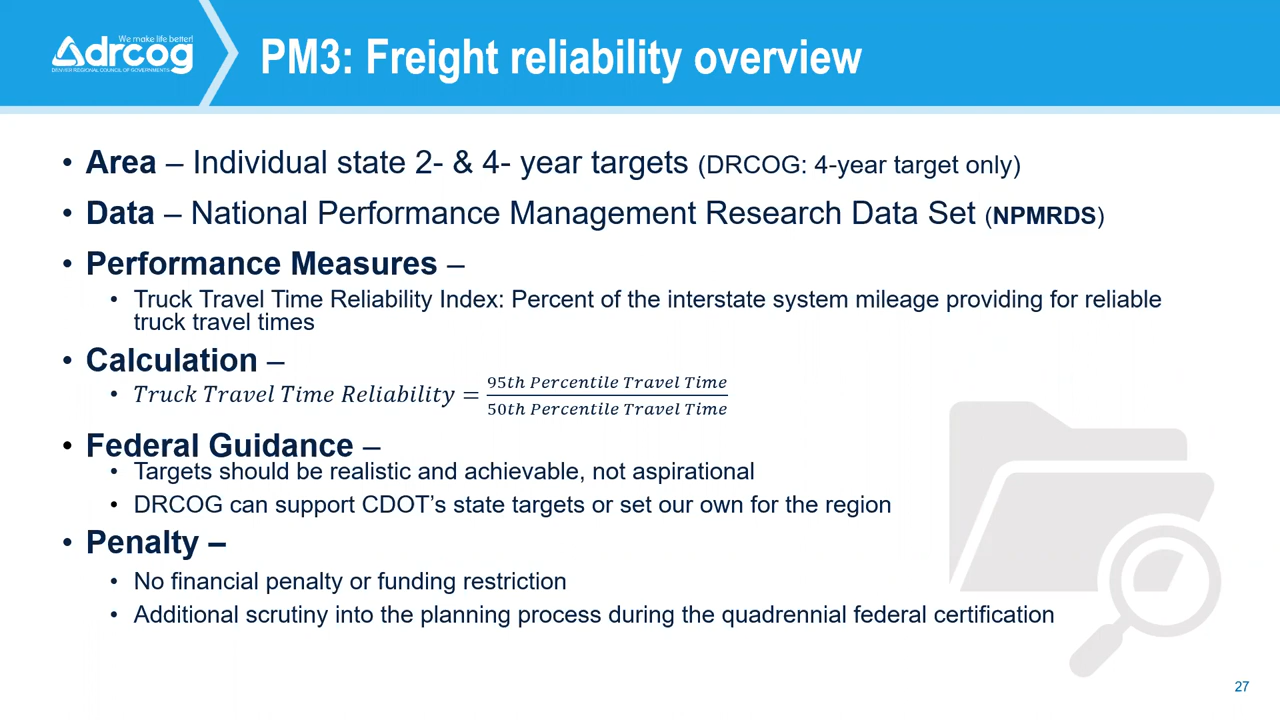 We make life better!
drcog
DENVER REGIONAL COUNCIL OF GOVERNMENTS
PM3: Freight reliability overview
• Area – Individual state 2- & 4- year targets (DRCOG: 4-year target only)
• Data – National Performance Management Research Data Set (NPMRDS)
• Performance Measures –
• Truck Travel Time Reliability Index: Percent of the interstate system mileage providing for reliable
truck travel times
• Calculation –
• Truck Travel Time Reliability = 95th Percentile Travel Time / 50th Percentile Travel Time
• Federal Guidance –
• Targets should be realistic and achievable, not aspirational
• DRCOG can support CDOT’s state targets or set our own for the region
• Penalty –
• No financial penalty or funding restriction
• Additional scrutiny into the planning process during the quadrennial federal certification
27